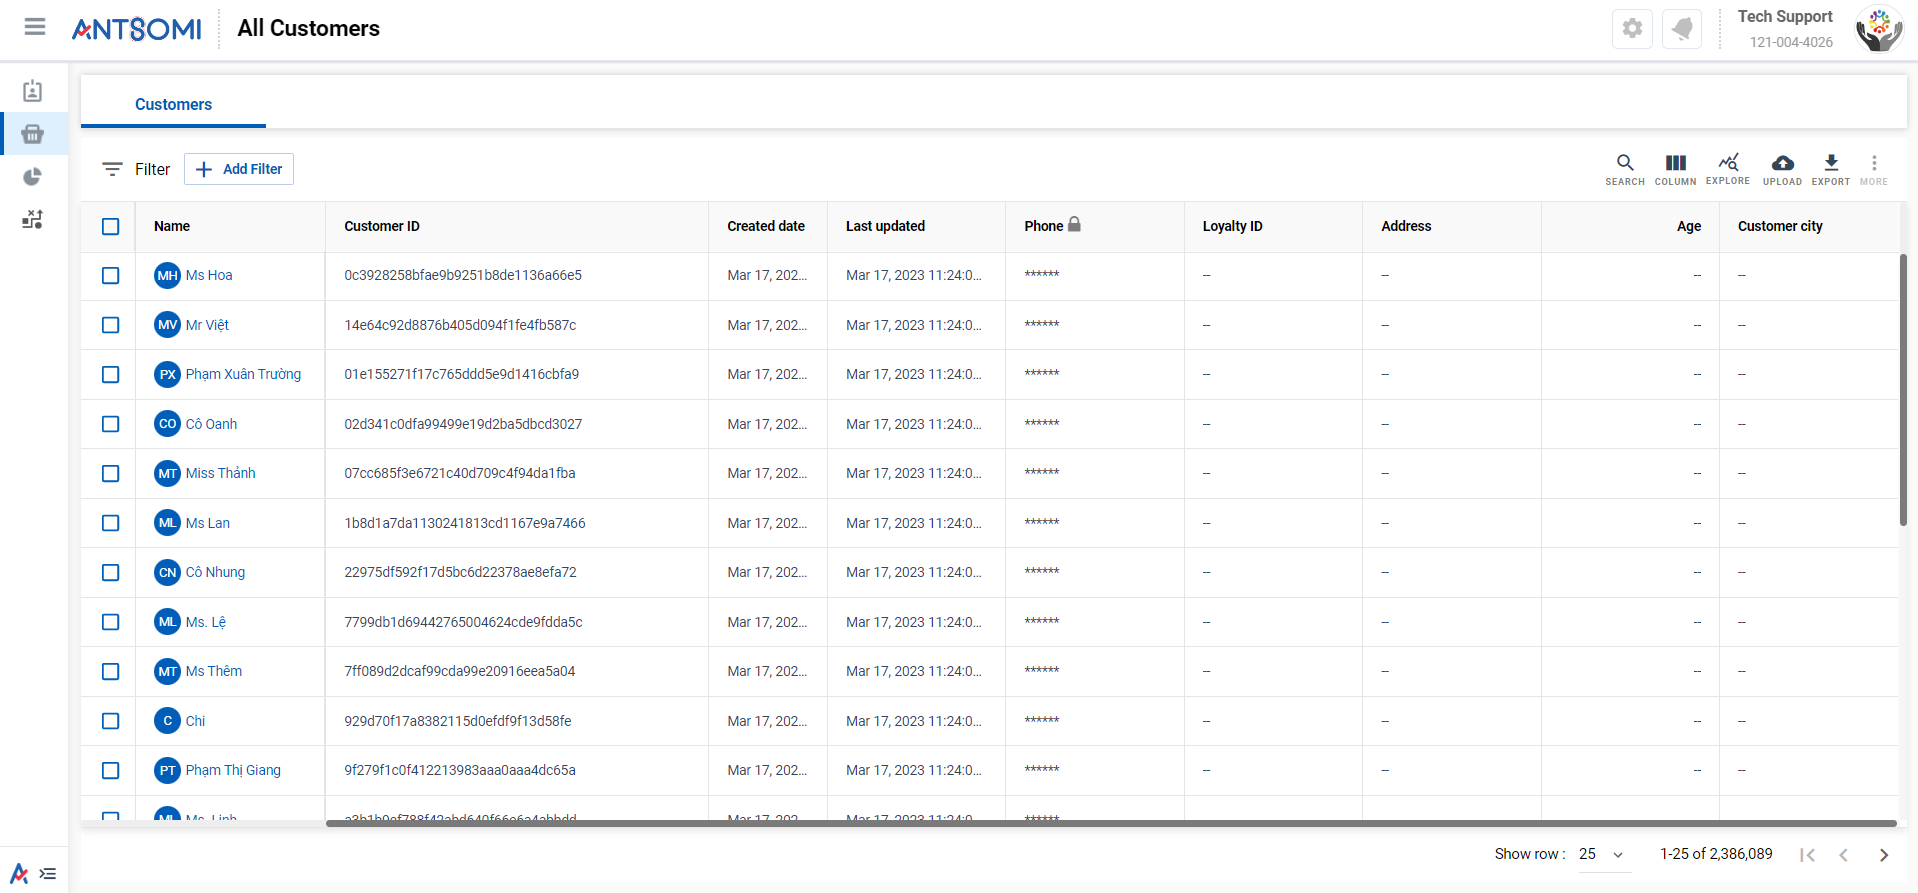 ANTSOMI
All Customers
Tech Support
121-004-4026
Customers
Filter
Add Filter
SEARCH COLUMN EXPLORE UPLOAD EXPORT MORE
Name Customer ID Created date Last updated Phone Loyalty ID Address Age Customer city
MH Ms Hoa 0c3928258bfae9b9251b8de1136a66e5 Mar 17, 202... Mar 17, 2023 11:24:0... ****** -- -- -- --
MV Mr Việt 14e64c92d8876b405d094f1fe4fb587c Mar 17, 202... Mar 17, 2023 11:24:0... ****** -- -- -- --
PX Phạm Xuân Trường 01e155271f17c765ddd5e9d1416cbfa9 Mar 17, 202... Mar 17, 2023 11:24:0... ****** -- -- -- --
CO Cô Oanh 02d341c0dfa99499e19d2ba5dbcd3027 Mar 17, 202... Mar 17, 2023 11:24:0... ****** -- -- -- --
MT Miss Thảnh 07cc685f3e6721c40d709c4f94da1fba Mar 17, 202... Mar 17, 2023 11:24:0... ****** -- -- -- --
ML Ms Lan 1b8d1a7da1130241813cd1167e9a7466 Mar 17, 202... Mar 17, 2023 11:24:0... ****** -- -- -- --
CN Cô Nhung 22975df592f17d5bc6d22378ae8efa72 Mar 17, 202... Mar 17, 2023 11:24:0... ****** -- -- -- --
ML Ms. Lệ 7799db1d69442765004624cde9fdda5c Mar 17, 202... Mar 17, 2023 11:24:0... ****** -- -- -- --
MT Ms Thêm 7ff089d2dcaf99cda99e20916eea5a04 Mar 17, 202... Mar 17, 2023 11:24:0... ****** -- -- -- --
C Chi 929d70f17a8382115d0efdf9f13d58fe Mar 17, 202... Mar 17, 2023 11:24:0... ****** -- -- -- --
PT Phạm Thị Giang 9f279f1c0f412213983aaa0aaa4dc65a Mar 17, 202... Mar 17, 2023 11:24:0... ****** -- -- -- --
ML Ms. Linh Mar 17, 202... Mar 17, 2023 11:24:0... ******
Show row : 25 1-25 of 2,386,089